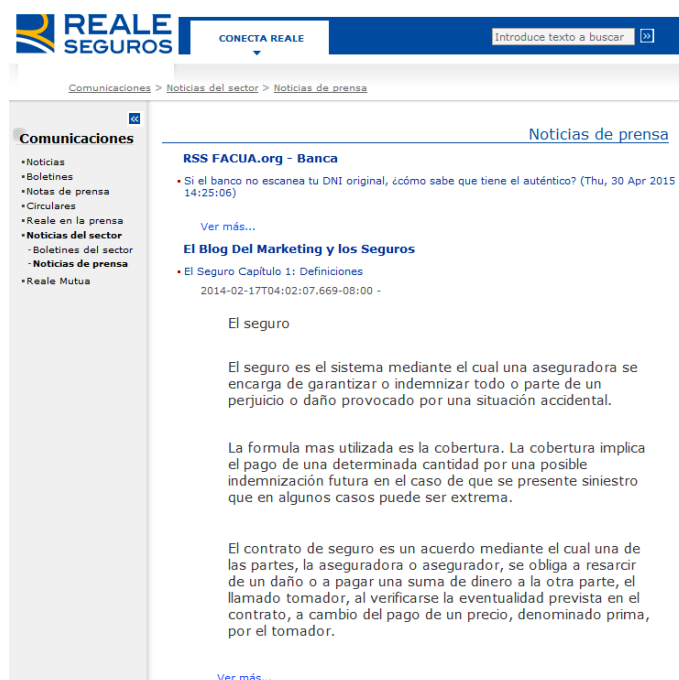 REALE
SEGUROS
CONECTA REALE
Introduce texto a buscar
Comunicaciones > Noticias del sector > Noticias de prensa
Comunicaciones
Noticias
Boletines
Notas de prensa
Circulares
Reale en la prensa
Noticias del sector
- Boletines del sector
- Noticias de prensa
Reale Mutua
Noticias de prensa
RSS FACUA.org - Banca
Si el banco no escanea tu DNI original, ¿cómo sabe que tiene el auténtico? (Thu, 30 Apr 2015
14:25:06)
Ver más...
El Blog Del Marketing y los Seguros
El Seguro Capítulo 1: Definiciones
2014-02-17T04:02:07.669-08:00 -
El seguro
El seguro es el sistema mediante el cual una aseguradora se
encarga de garantizar o indemnizar todo o parte de un
perjuicio o daño provocado por una situación accidental.
La formula mas utilizada es la cobertura. La cobertura implica
el pago de una determinada cantidad por una posible
indemnización futura en el caso de que se presente siniestro
que en algunos casos puede ser extrema.
El contrato de seguro es un acuerdo mediante el cual una de
las partes, la aseguradora o asegurador, se obliga a resarcir
de un daño o a pagar una suma de dinero a la otra parte, el
llamado tomador, al verificarse la eventualidad prevista en el
contrato, a cambio del pago de un precio, denominado prima,
por el tomador.
Ver más...